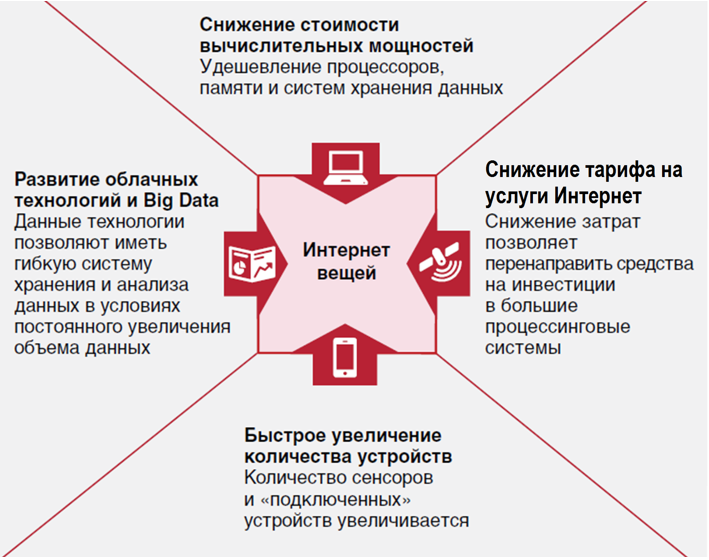 Снижение стоимости
вычислительных мощностей
Удешевление процессоров,
памяти и систем хранения данных
Развитие облачных
технологий и Big Data
Данные технологии
позволяют иметь
гибкую систему
хранения и анализа
данных в условиях
постоянного увеличения
объема данных
Интернет
вещей
Снижение тарифа на
услуги Интернет
Снижение затрат
позволяет
перенаправить средства
на инвестиции
в большие
процессинговые
системы
Быстрое увеличение
количества устройств
Количество сенсоров
и «подключенных»
устройств увеличивается